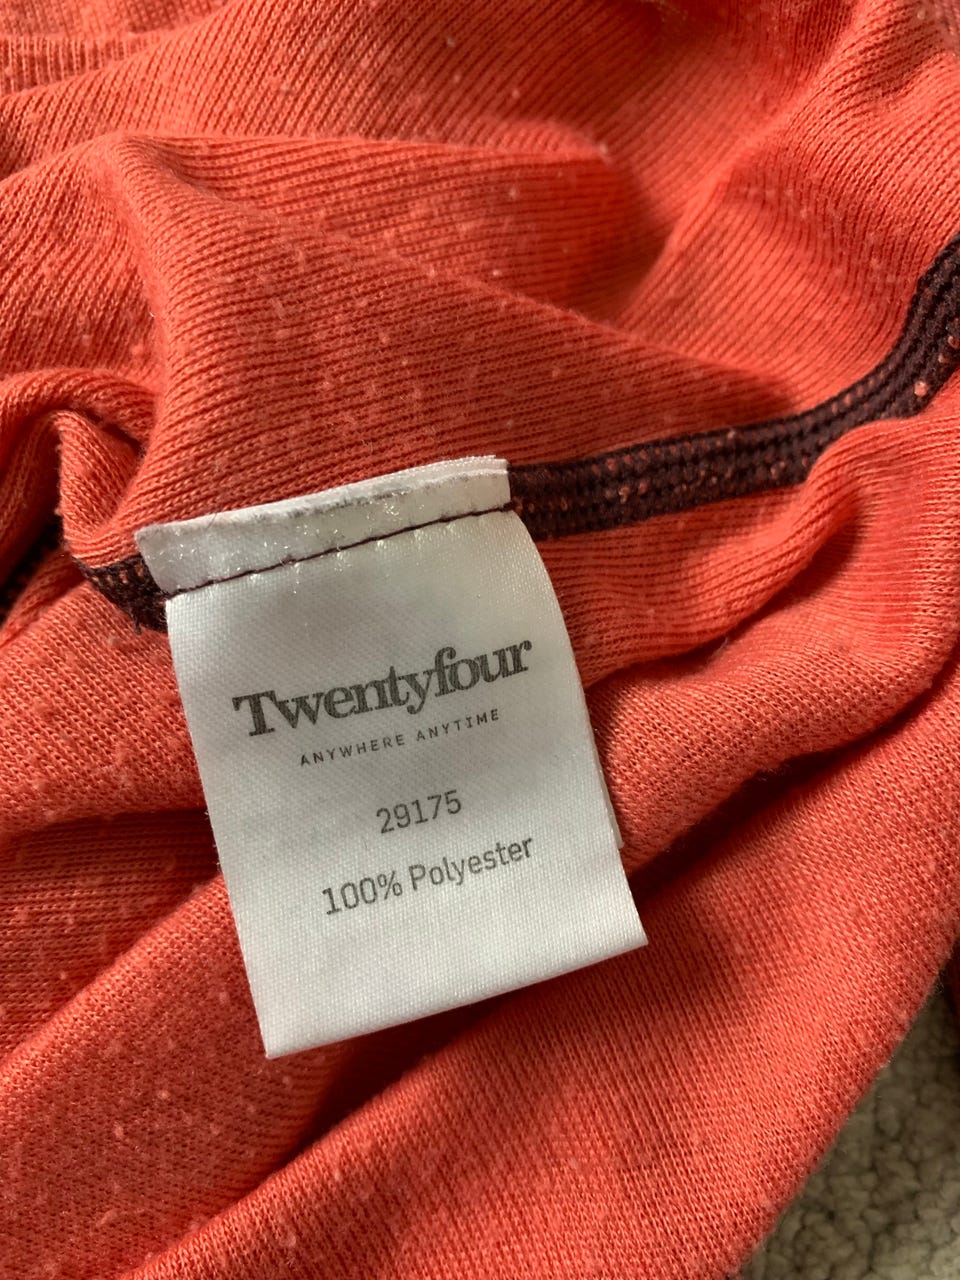 Twentyfour
ANYWHERE ANYTIME
29175
100% Polyester